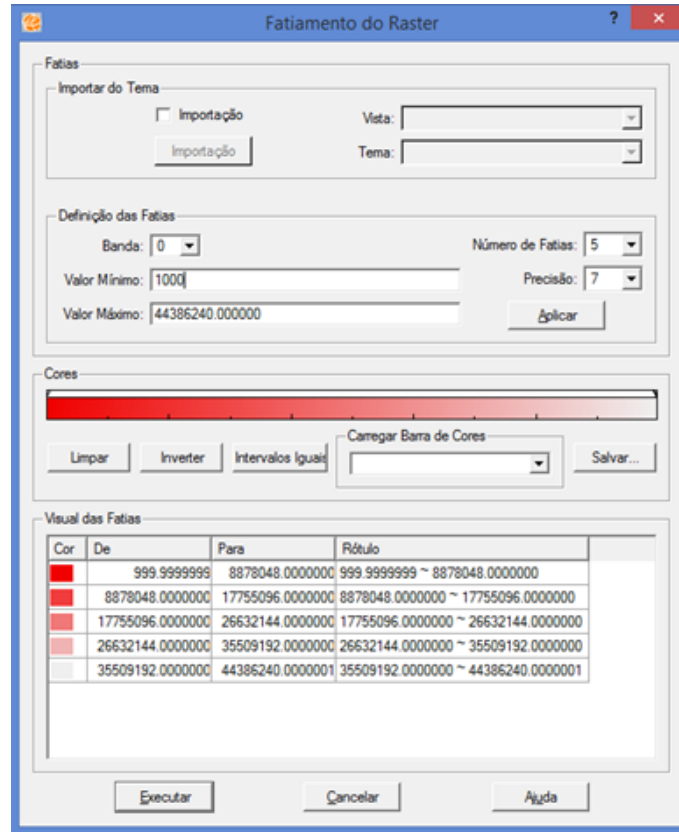 Fatiamento do Raster
? ×
Fatias
Importar do Tema
Importação
Vista:
Importação
Tema:
Definição das Fatias
Banda: 0
Número de Fatias: 5
Valor Mínimo: 1000
Precisão: 7
Valor Máximo: 44386240.000000
Aplicar
Cores
Limpar
Inverter
Intervalos Iguais
Carregar Barra de Cores
Salvar...
Visual das Fatias
Cor De Para Rótulo
999.9999999 8878048.0000000 999.9999999 ~ 8878048.0000000
8878048.0000000 17755096.0000000 8878048.0000000 ~ 17755096.0000000
17755096.0000000 26632144.0000000 17755096.0000000 ~ 26632144.0000000
26632144.0000000 35509192.0000000 26632144.0000000 ~ 35509192.0000000
35509192.0000000 44386240.0000001 35509192.0000000 ~ 44386240.0000001
Executar
Cancelar
Ajuda